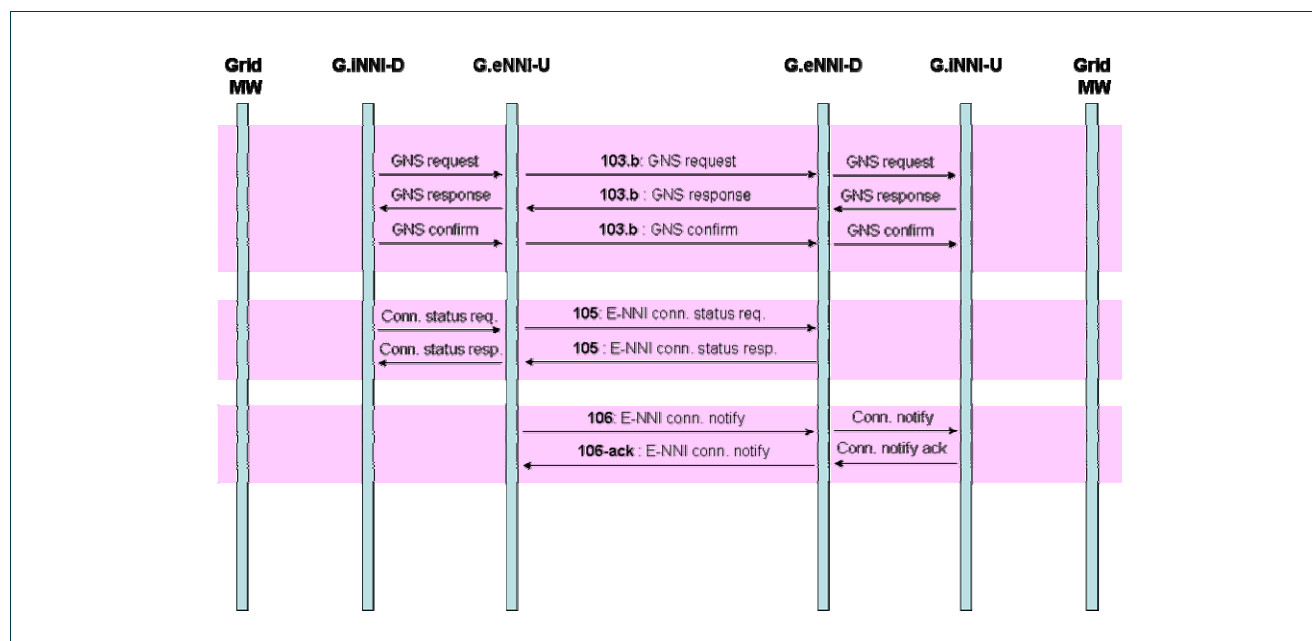 Grid MW
G.INNI-D
G.eNNI-U
G.eNNI-D
G.INNI-U
Grid MW
GNS request
103.b: GNS request
GNS request
GNS response
103.b : GNS response
GNS response
GNS confirm
103.b : GNS confirm
GNS confirm
Conn. status req.
105: E-NNI conn. status req.
Conn. status resp.
105 : E-NNI conn. status resp.
106: E-NNI conn. notify
Conn. notify
106-ack : E-NNI conn. notify
Conn. notify ack